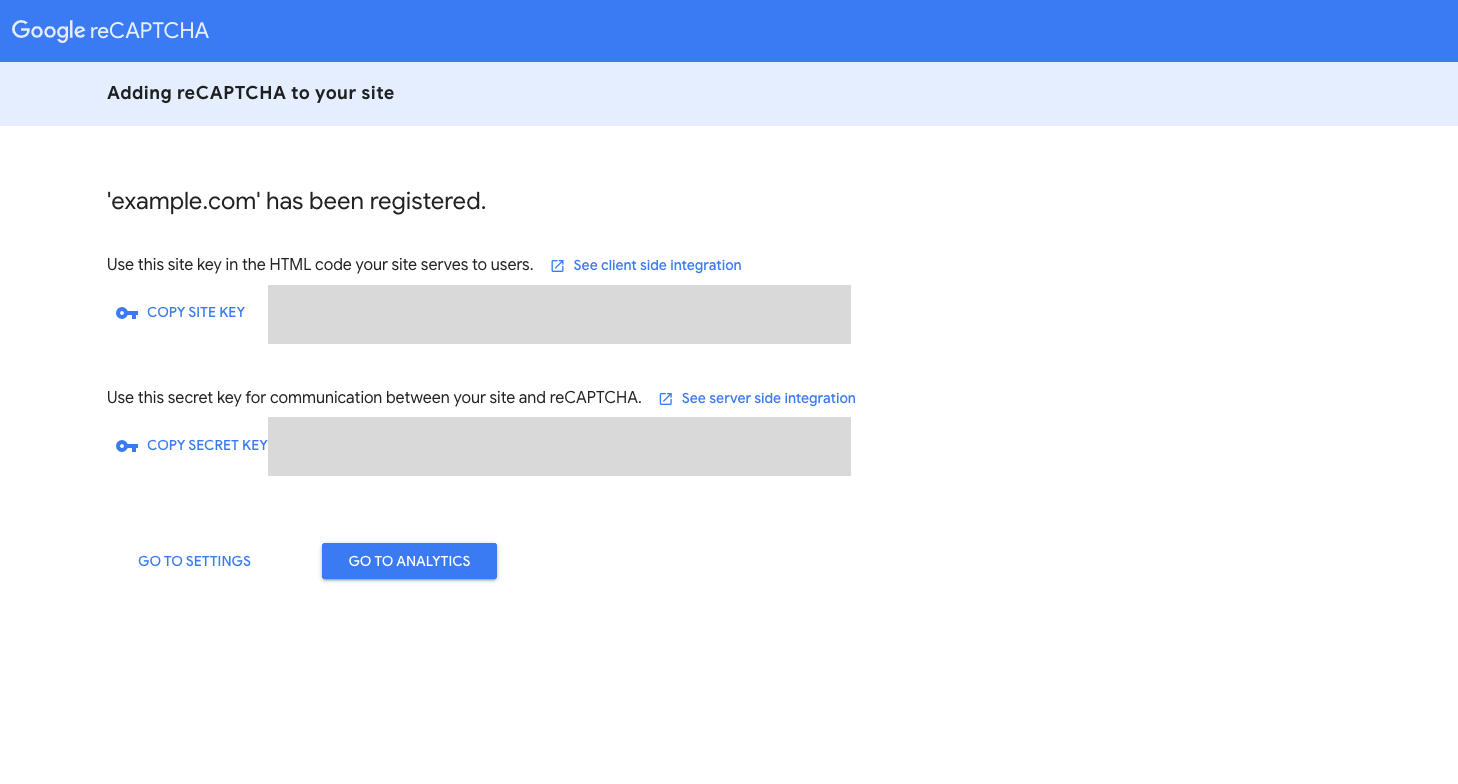 Google reCAPTCHA
Adding reCAPTCHA to your site
'example.com' has been registered.
Use this site key in the HTML code your site serves to users. See client side integration
COPY SITE KEY
Use this secret key for communication between your site and reCAPTCHA. See server side integration
COPY SECRET KEY
GO TO SETTINGS GO TO ANALYTICS